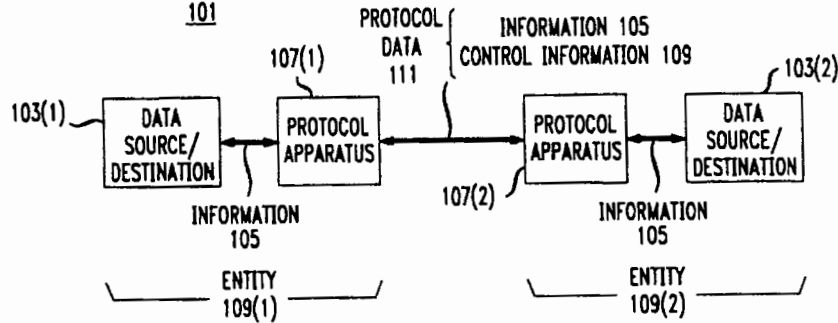 101
PROTOCOL
DATA
111
INFORMATION 105
CONTROL INFORMATION 109
107(1)
103(2)
103(1)
DATA
SOURCE/
DESTINATION
PROTOCOL
APPARATUS
PROTOCOL
APPARATUS
DATA
SOURCE/
DESTINATION
107(2)
INFORMATION
105
INFORMATION
105
ENTITY
109(1)
ENTITY
109(2)